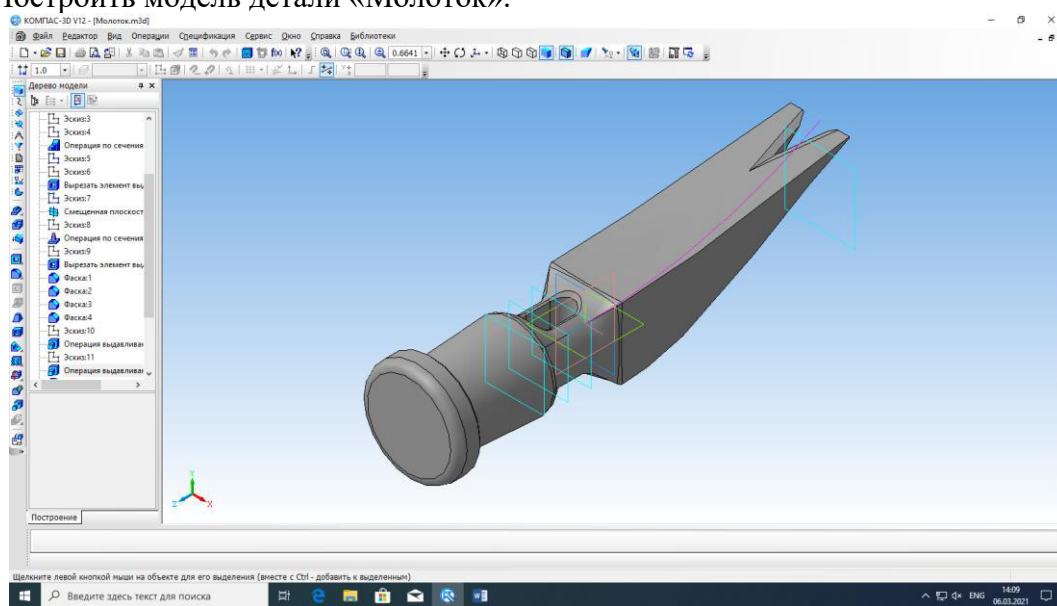 Построить модель детали «Молоток».
КОМПАС-3D V12 - [Молоток.m3d]
Файл Редактор Вид Операции Спецификация Сервис Окно Справка Библиотеки
0.6641
1.0
Дерево модели
Эскиз:3
Эскиз:4
Операция по сечения
Эскиз:5
Эскиз:6
Вырезать элемент выд
Эскиз:7
Смещенная плоскост
Эскиз:8
Операция по сечения
Эскиз:9
Вырезать элемент выд
Фаска:1
Фаска:2
Фаска:3
Фаска:4
Эскиз:10
Операция выдавливан
Эскиз:11
Операция выдавливан
Y
Z X
Построение
Щелкните левой кнопкой мыши на объекте для его выделения (вместе с Ctrl - добавить к выделенным)
Введите здесь текст для поиска
ENG
14:09
06.03.2021